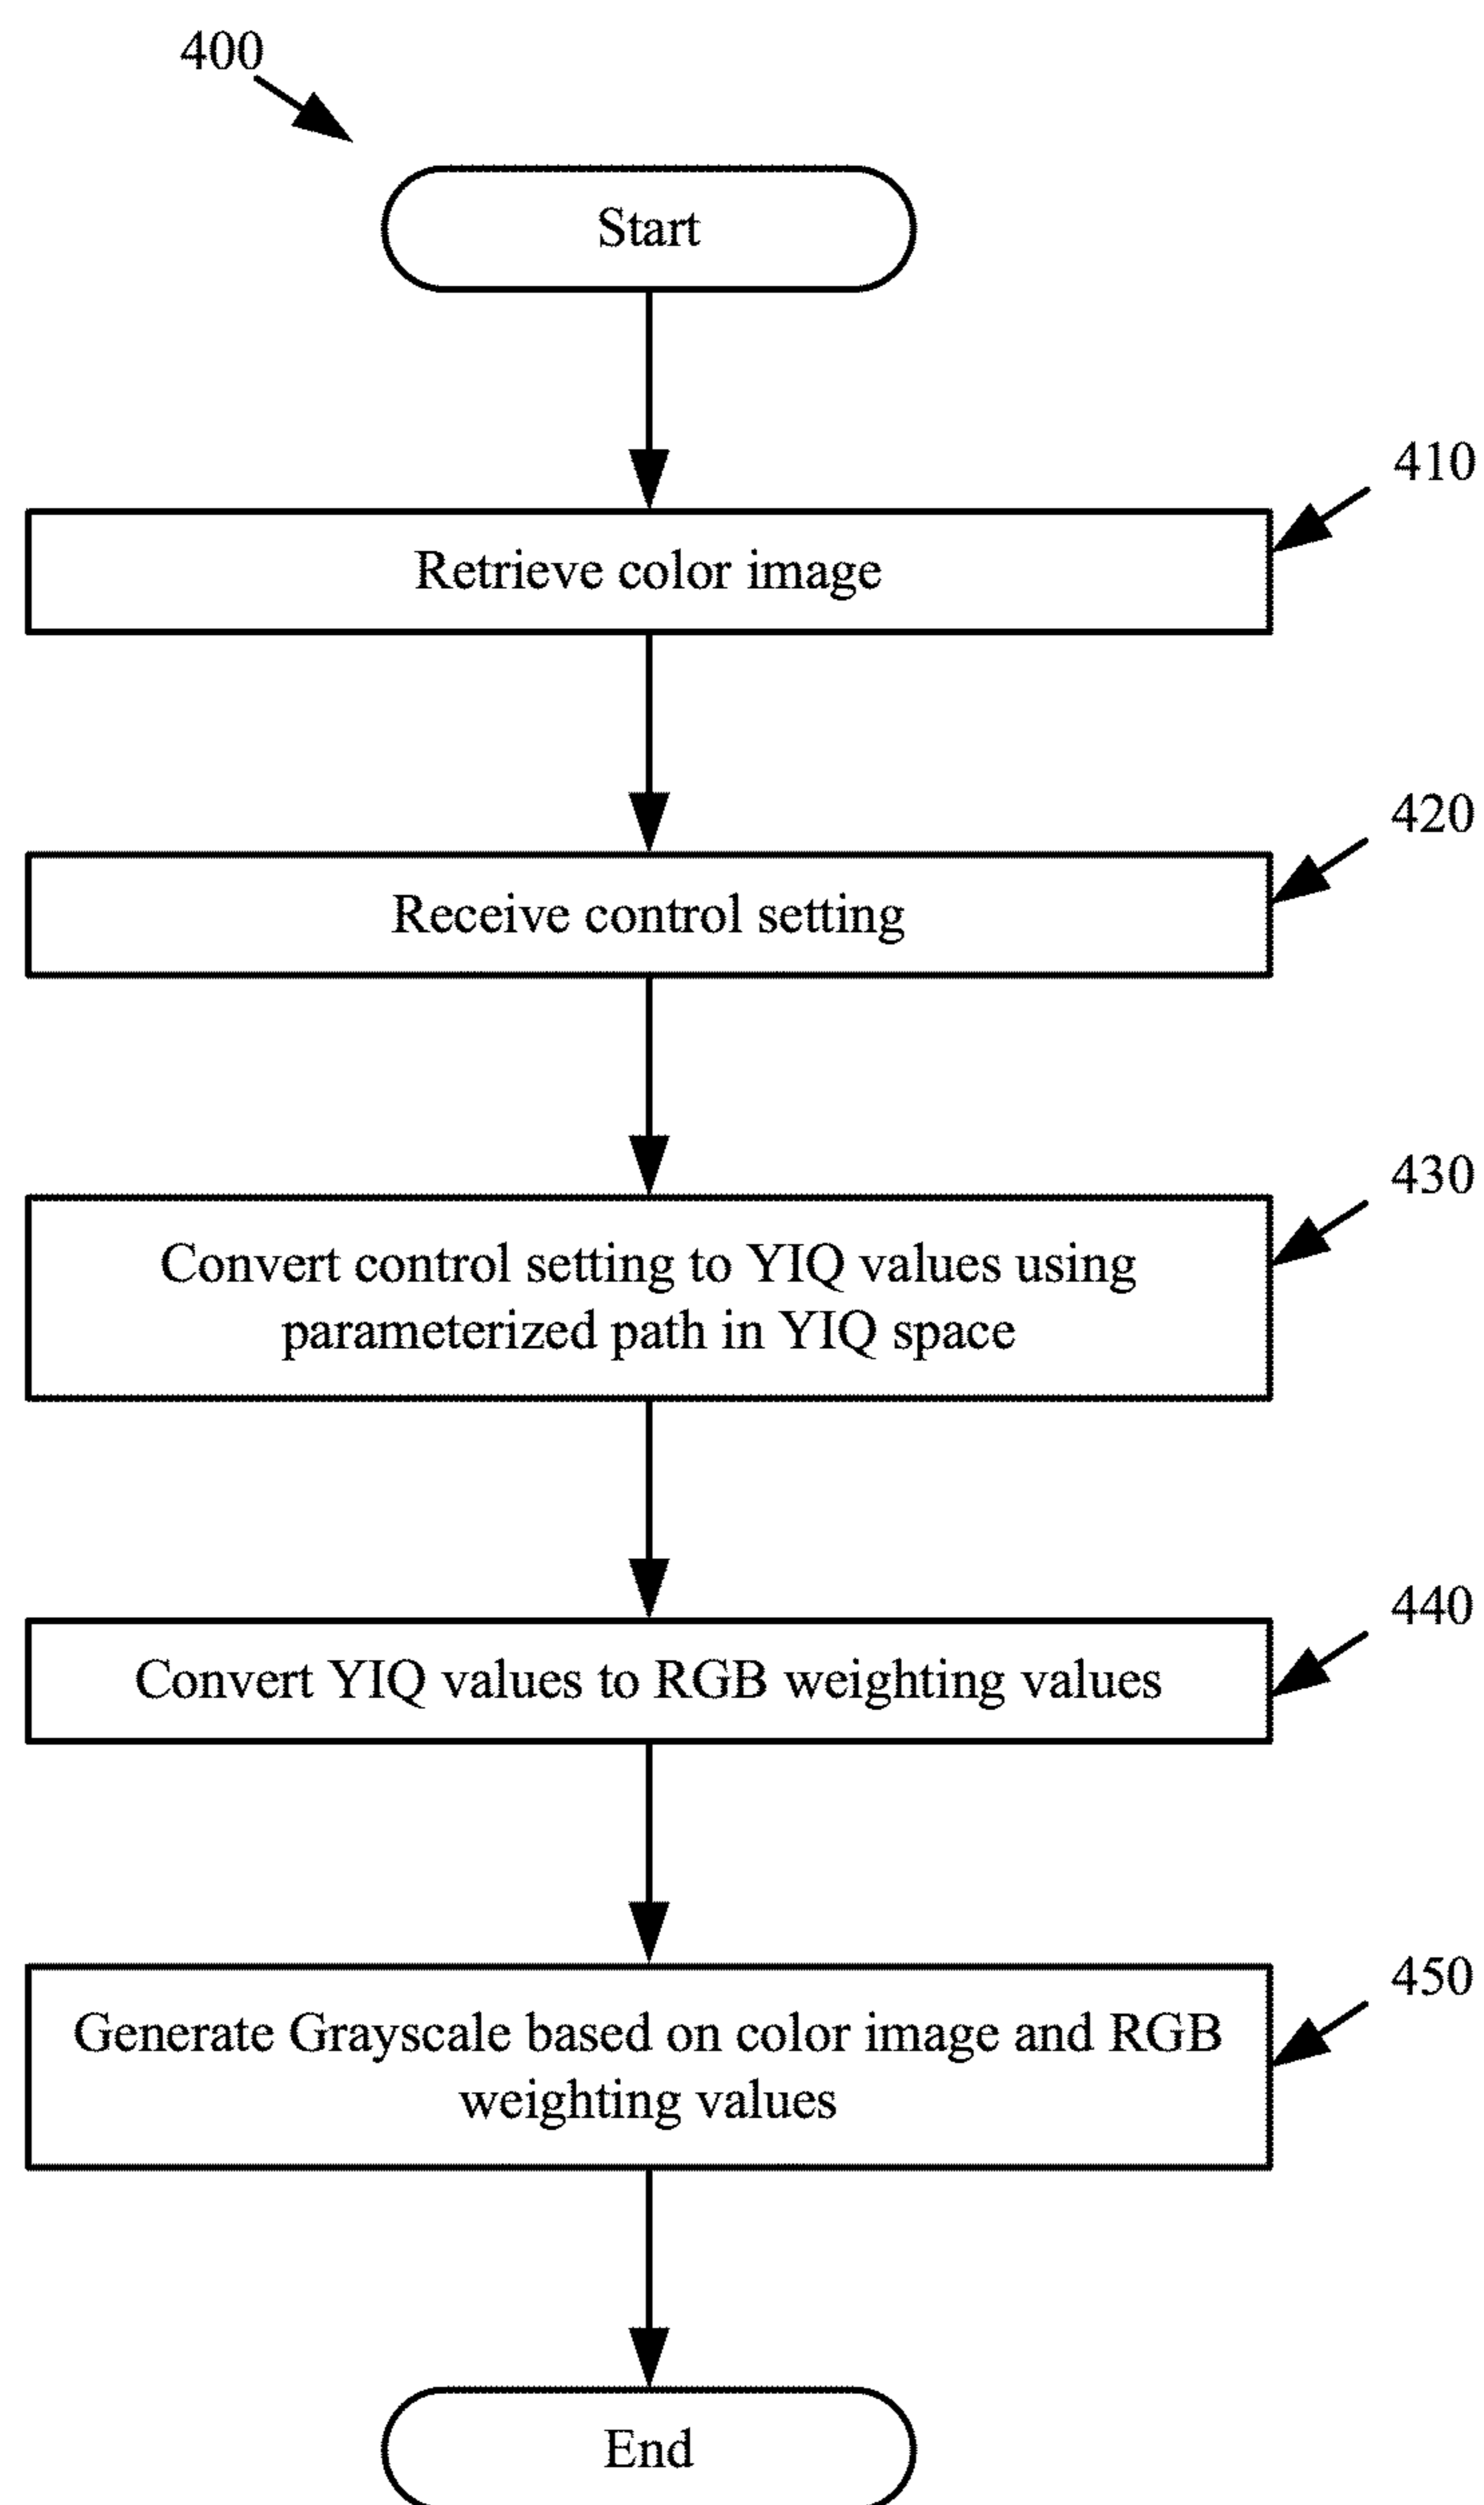 400
Start
410
Retrieve color image
420
Receive control setting
430
Convert control setting to YIQ values using
parameterized path in YIQ space
440
Convert YIQ values to RGB weighting values
450
Generate Grayscale based on color image and RGB
weighting values
End